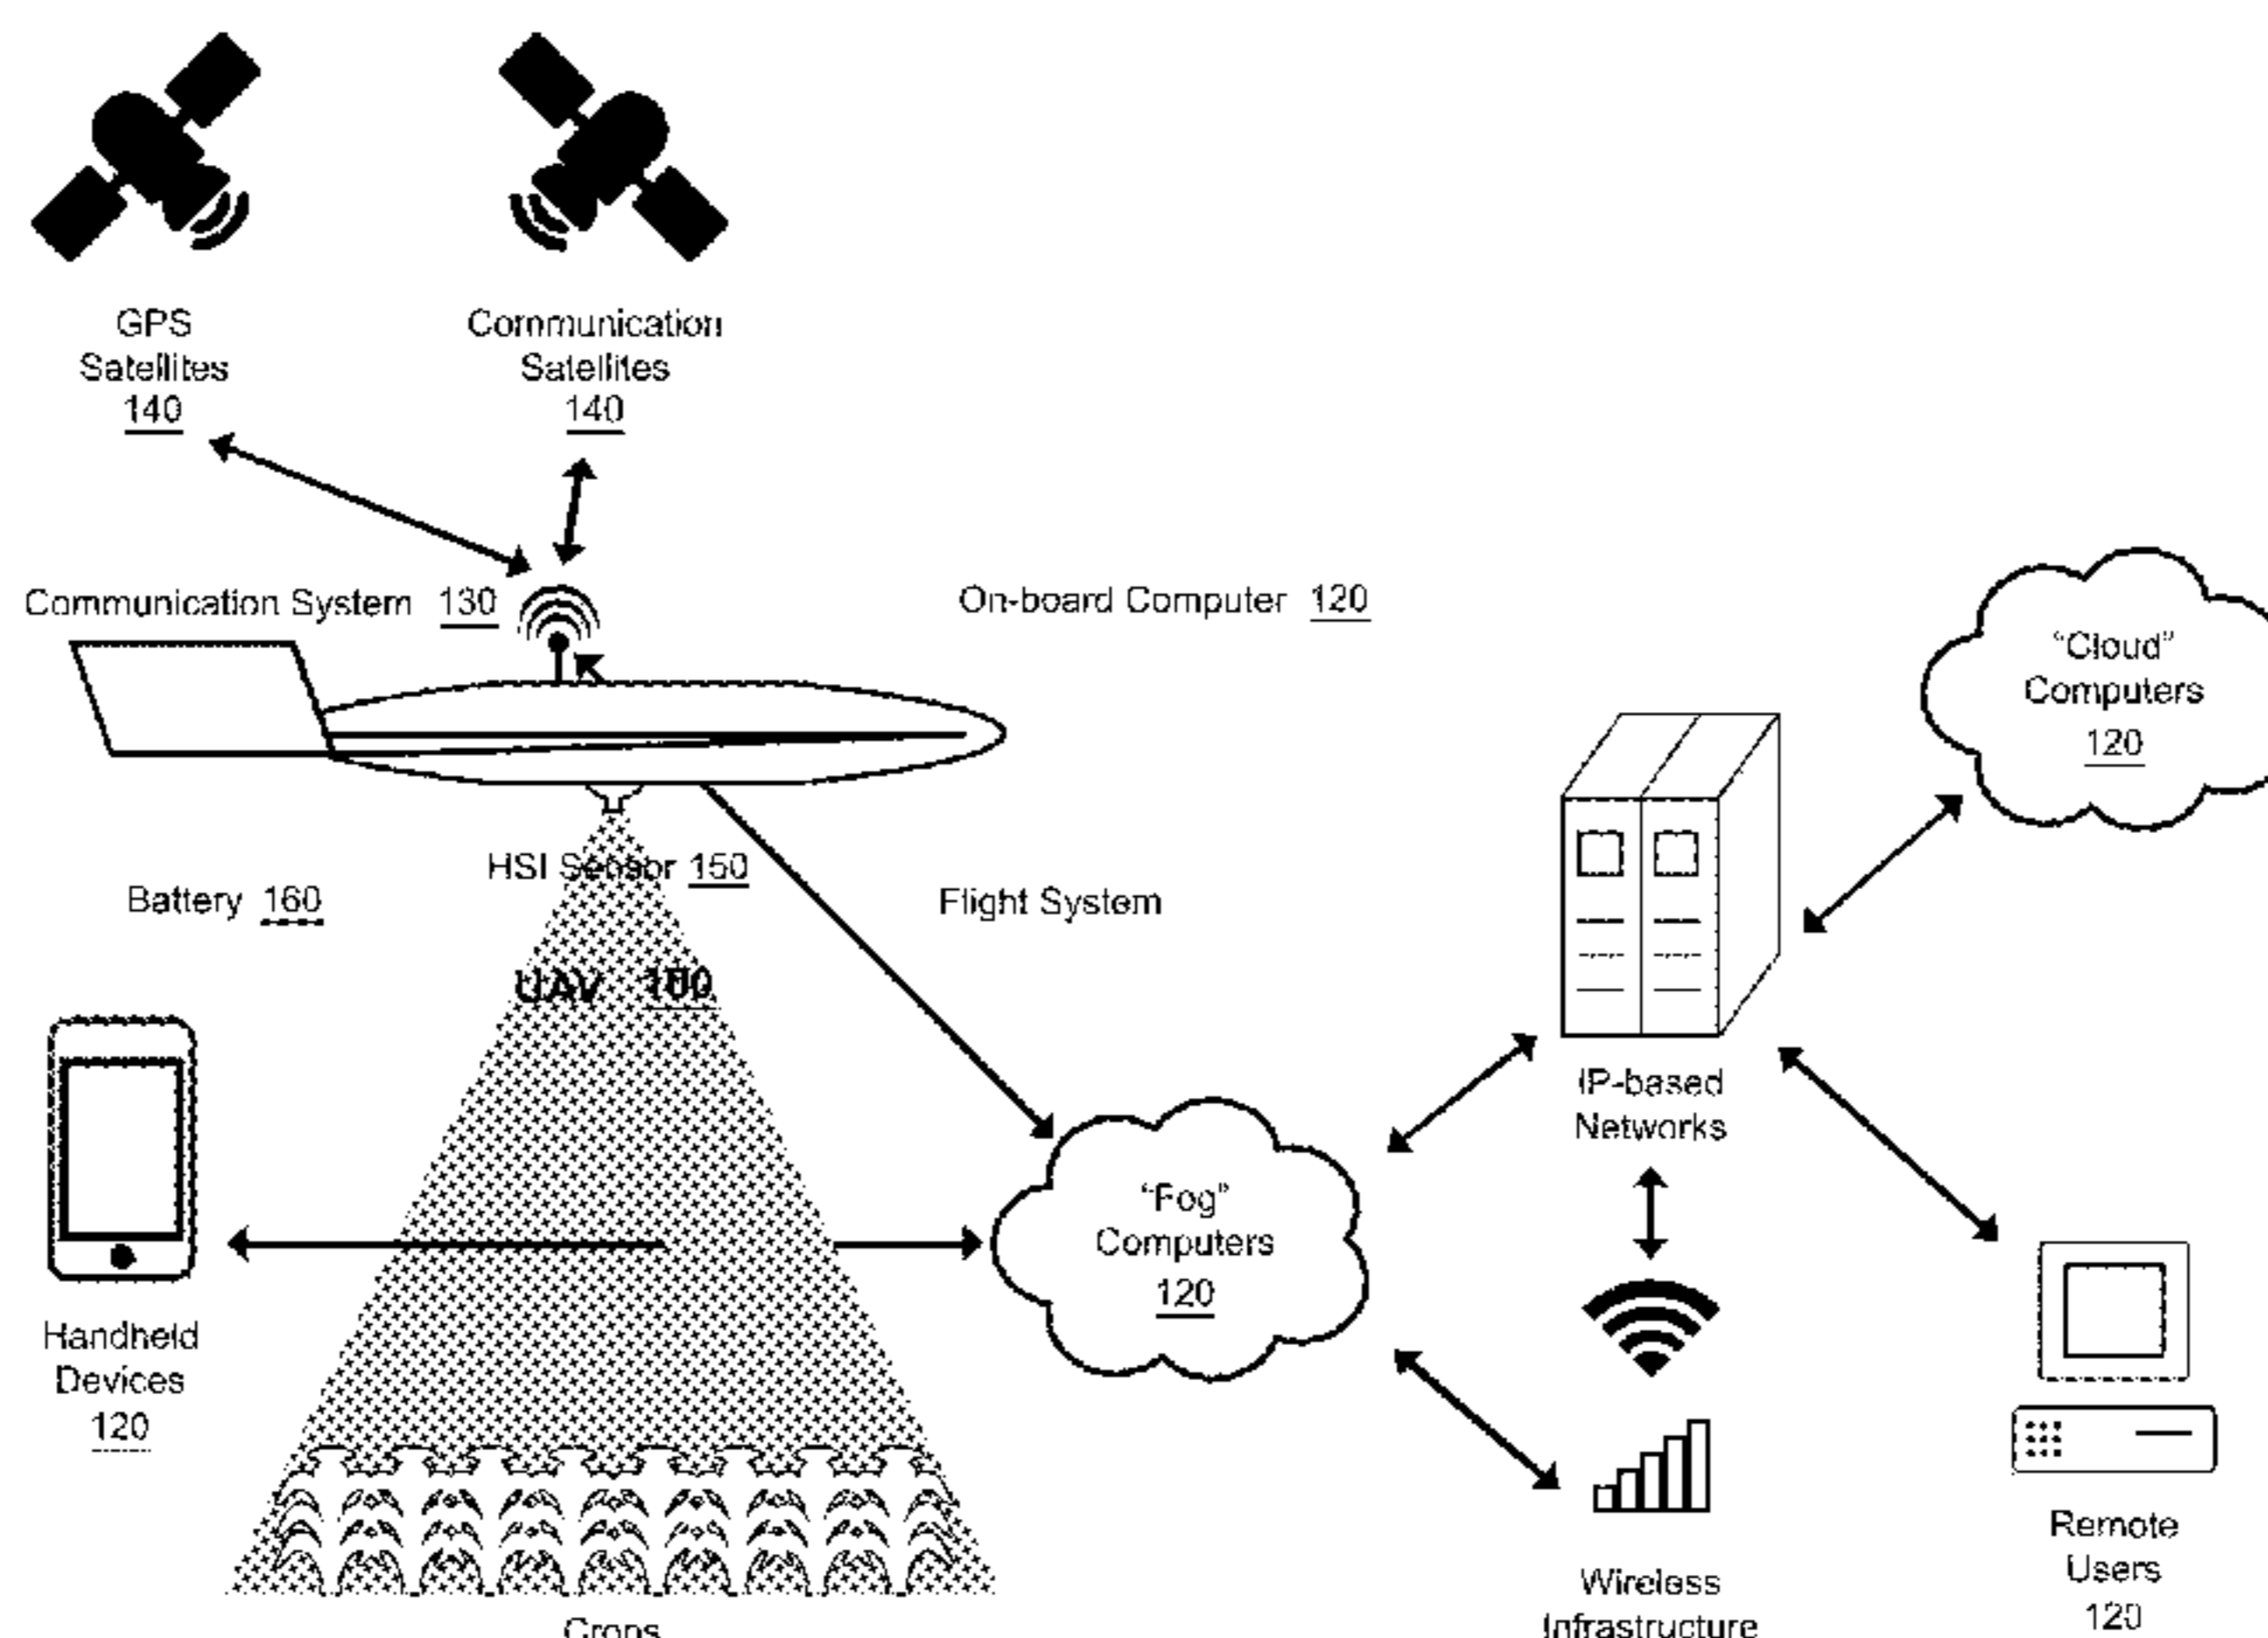 GPS
Satellites
140
Communication
Satellites
140
Communication System 130
On-board Computer 120
"Cloud"
Computers
120
HSI Sensor 150
Battery 160
Flight System
UAV 100
IP-based
Networks
"Fog"
Computers
120
Handheld
Devices
120
Remote
Users
120
Wireless
Infrastructure
Crops